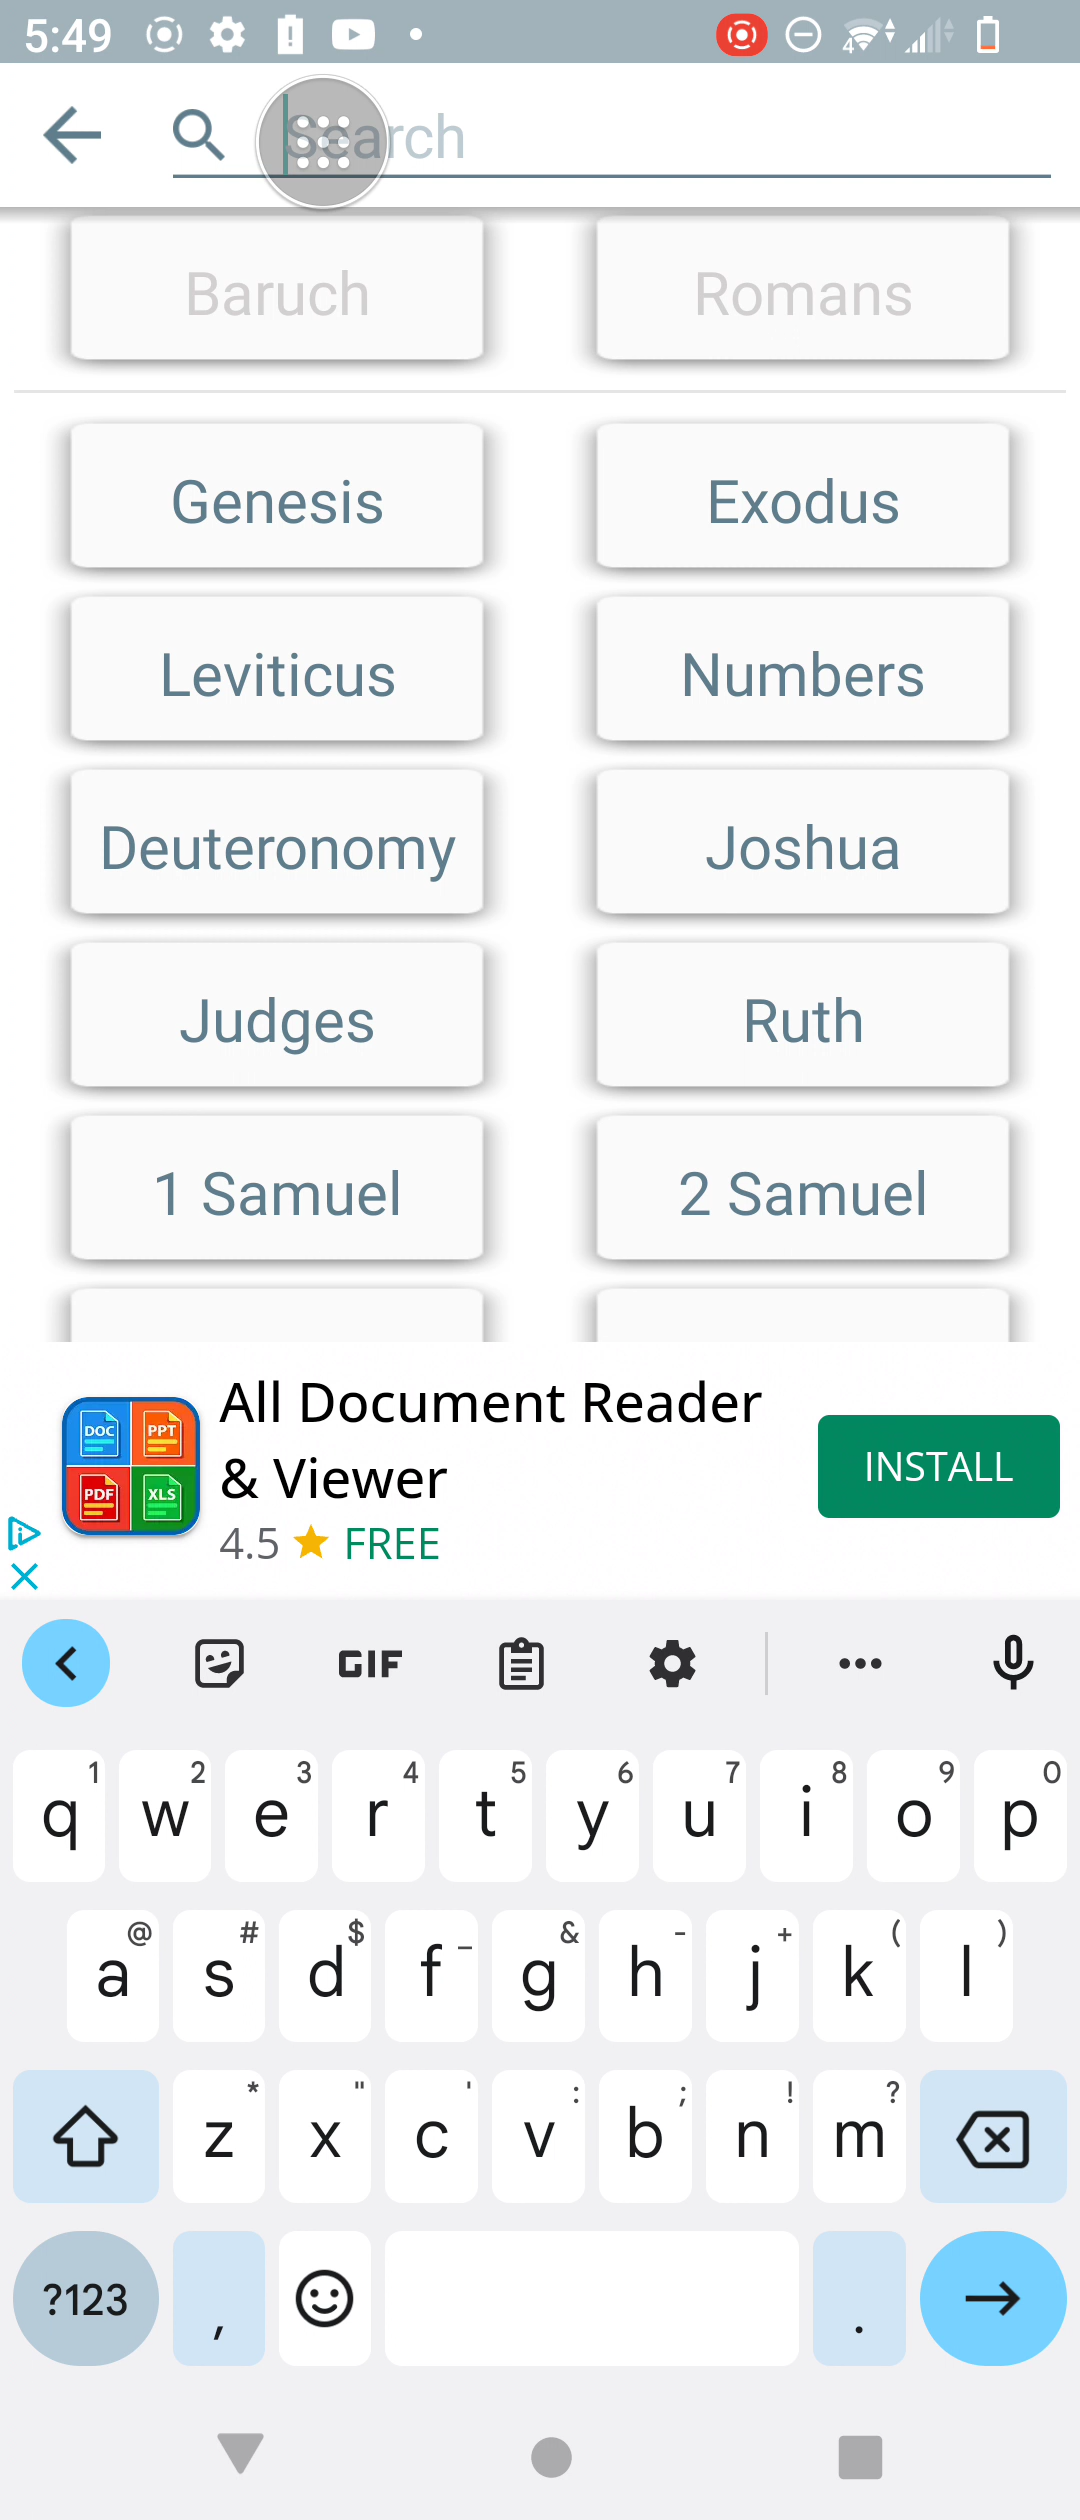 5:49
4
Search
Baruch Romans
Genesis Exodus
Leviticus Numbers
Deuteronomy Joshua
Judges Ruth
1 Samuel 2 Samuel
DOC PPT
PDF XLS
All Document Reader
& Viewer
4.5 FREE
INSTALL
GIF
1 2 3 4 5 6 7 8 9 0
q w e r t y u i o p
@ # $ _ & - + ( )
a s d f g h j k l
* " ' : ; ! ?
z x c v b n m
?123 , .